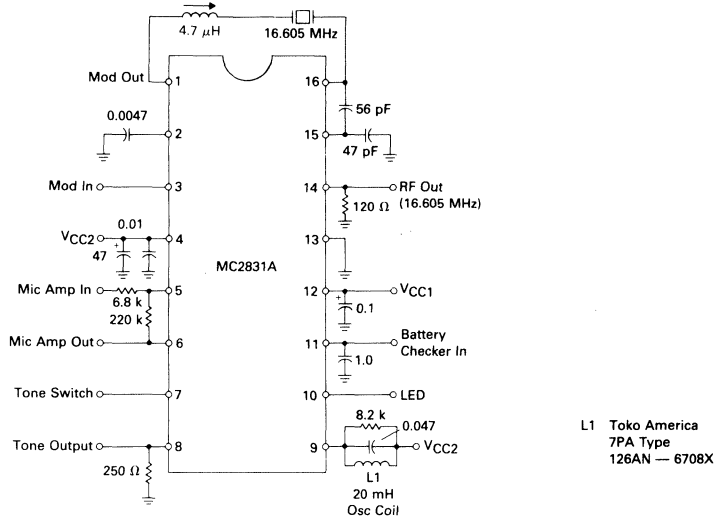 4.7 μH
16.605 MHz
Mod Out
1
16
56 pF
0.0047
2
15
47 pF
Mod In
3
14
RF Out
(16.605 MHz)
120 Ω
VCC2
0.01
+
47
4
13
MC2831A
Mic Amp In
5
6.8 k
220 k
12
VCC1
+
0.1
Mic Amp Out
6
11
Battery
Checker In
1.0
Tone Switch
7
10
LED
Tone Output
8
250 Ω
8.2 k
0.047
9
VCC2
L1
20 mH
Osc Coil
L1 Toko America
7PA Type
126AN — 6708X